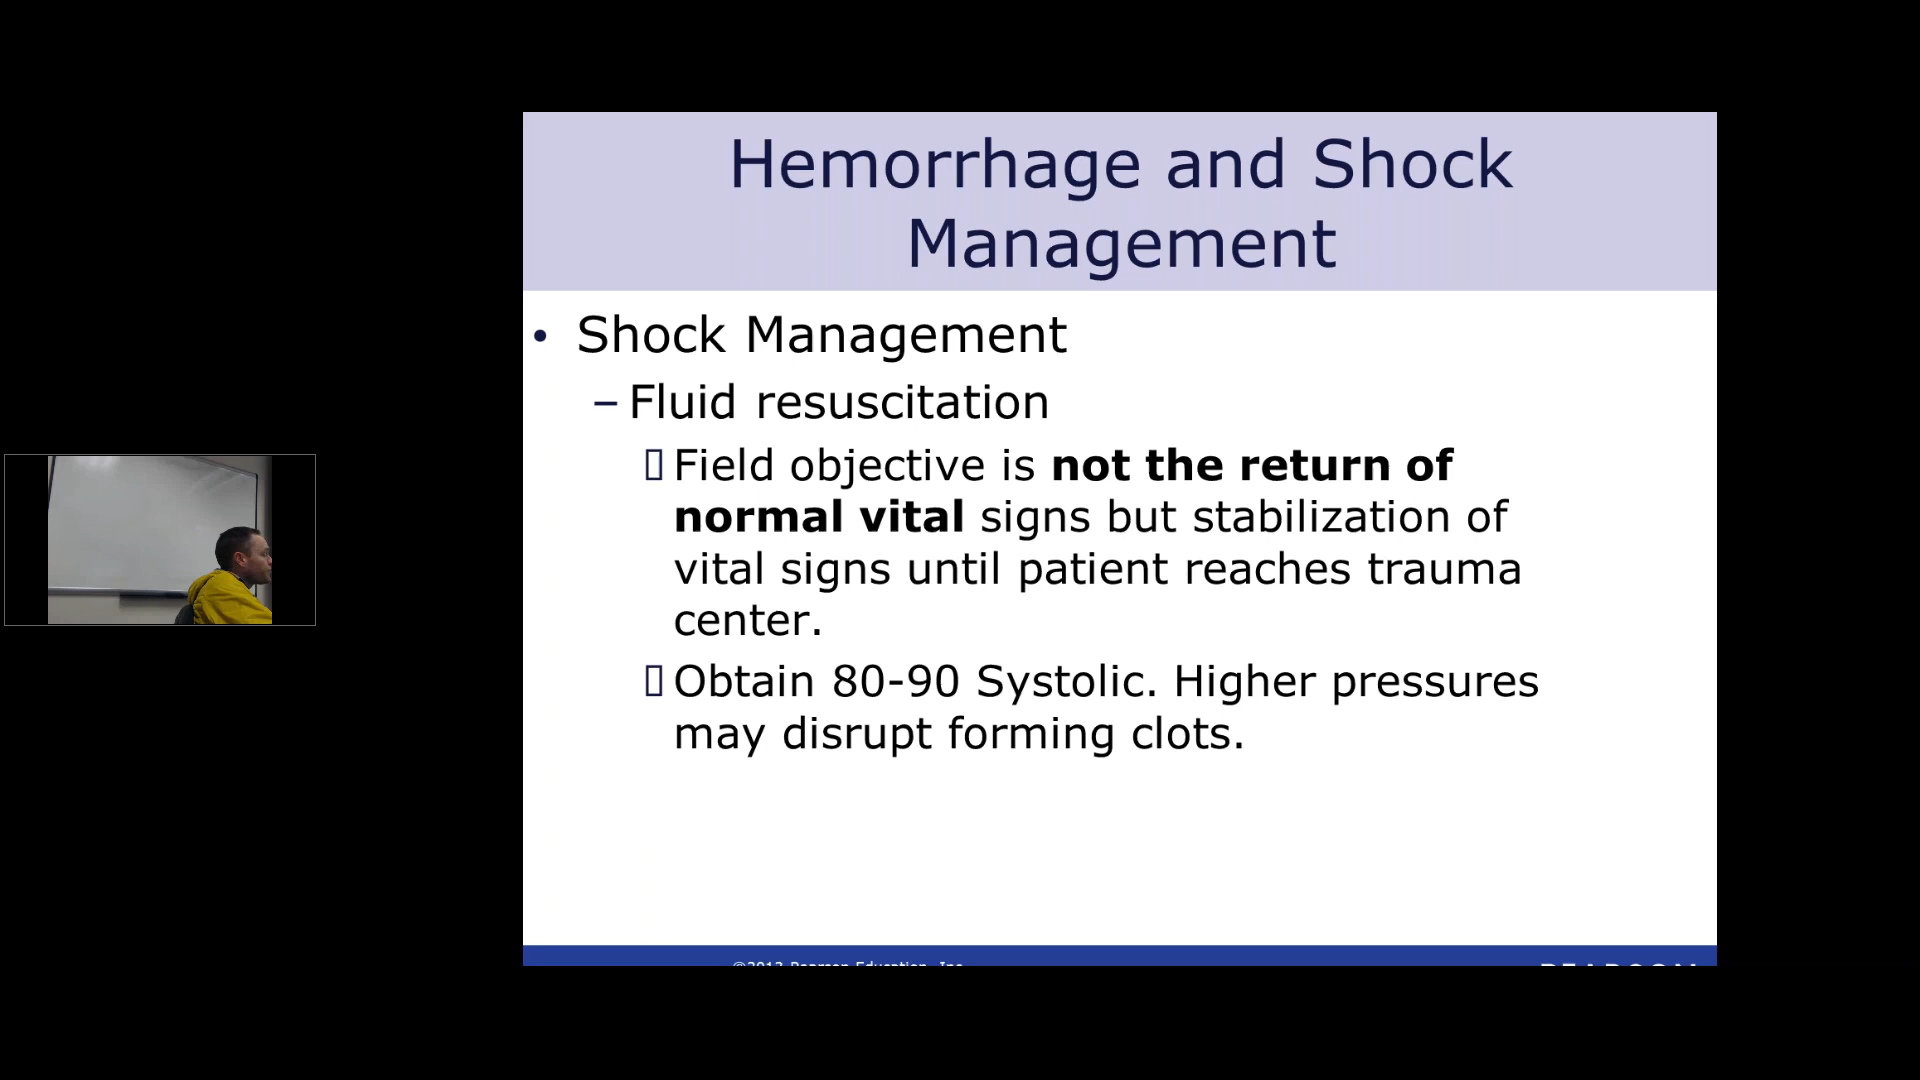 Hemorrhage and Shock
Management
• Shock Management
– Fluid resuscitation
▯ Field objective is not the return of
normal vital signs but stabilization of
vital signs until patient reaches trauma
center.
▯ Obtain 80-90 Systolic. Higher pressures
may disrupt forming clots.
©2013 Pearson Education, Inc.
PEARSON